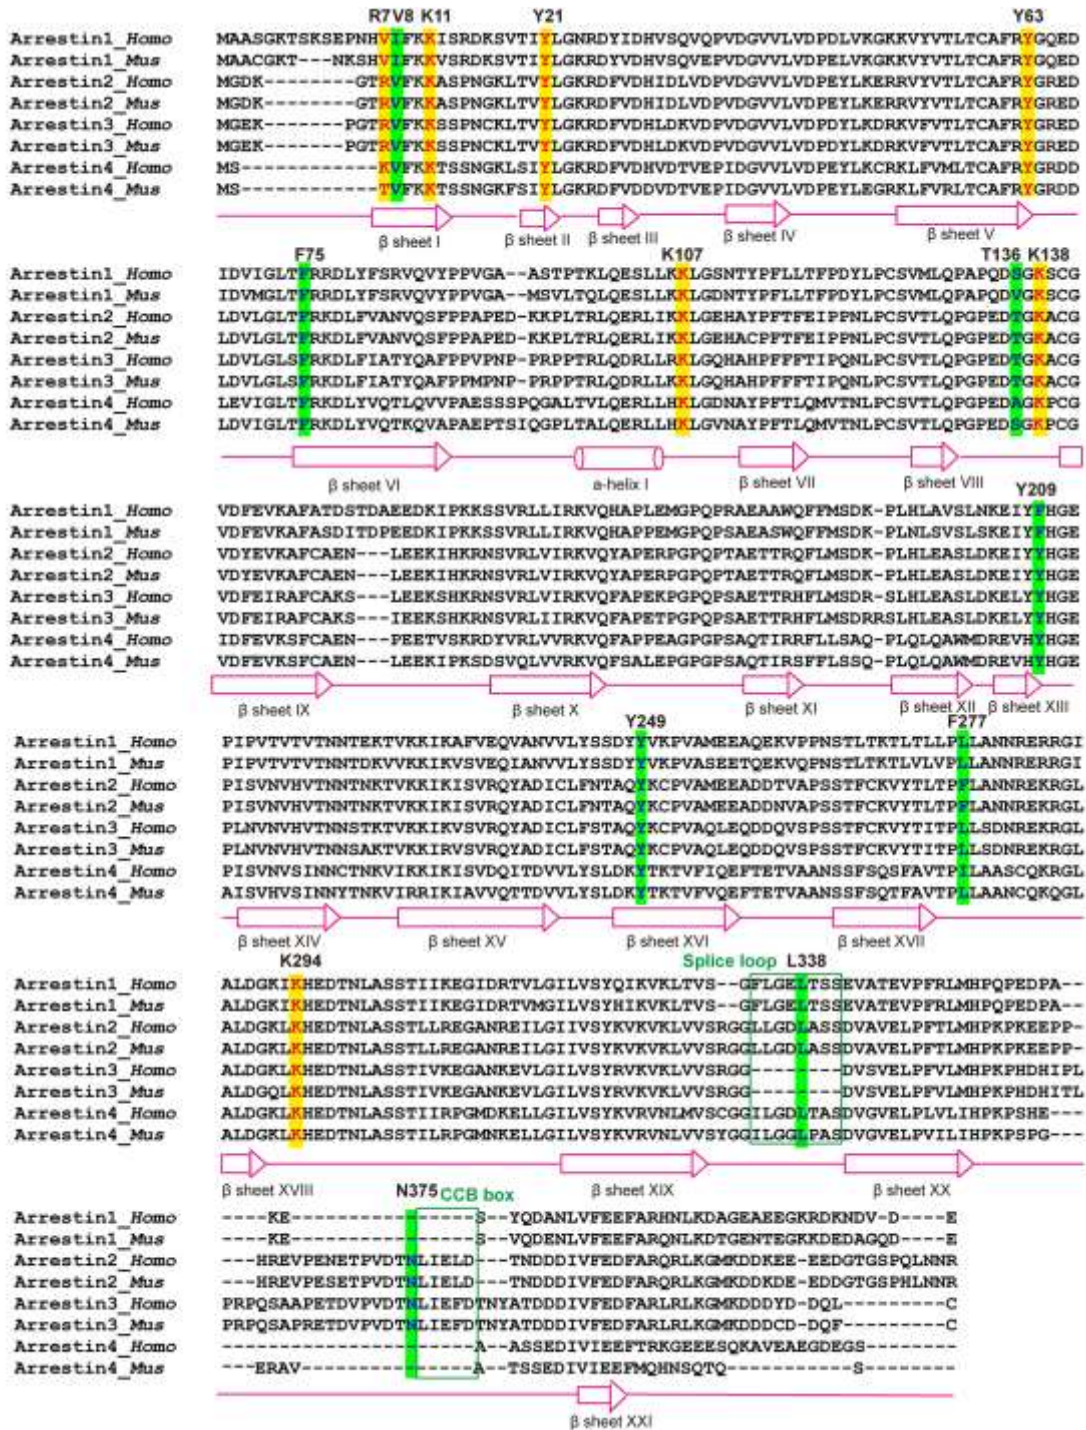 R7 V8 K11 Y21 Y63
Arrestin1_Homo MAASGKTSKSEPNHVIFKKISRDKSVTIYLGNRDYIDHVSQVQPVDGVVLVDPDLVKGKKVYVTLTCAFRYGQED
Arrestin1_Mus MAACGKT---NKSHVIFKKVSRDKSVTIYLGKRDYVDHVSQVEPVDGVVLVDPELVKGKKVYVTLTCAFRYGQED
Arrestin2_Homo MGDK--------GTRVFKKASPNGKLTVYLGKRDFVDHIDLVDPVDGVVLVDPEYLKERRVYVTLTCAFRYGRED
Arrestin2_Mus MGDK--------GTRVFKKASPNGKLTVYLGKRDFVDHIDLVDPVDGVVLVDPEYLKERRVYVTLTCAFRYGRED
Arrestin3_Homo MGEK-------PGTRVFKKSSPNCKLTVYLGKRDFVDHLDKVDPVDGVVLVDPDYLKDRKVFVTLTCAFRYGRED
Arrestin3_Mus MGEK-------PGTRVFKKSSPNCKLTVYLGKRDFVDHLDKVDPVDGVVLVDPDYLKDRKVFVTLTCAFRYGRED
Arrestin4_Homo MS------------KVFKKTSSNGKLSIYLGKRDFVDHVDTVEPIDGVVLVDPEYLKCRKLFVMLTCAFRYGRDD
Arrestin4_Mus MS------------TVFKKTSSNGKFSIYLGKRDFVDDVDTVEPIDGVVLVDPEYLEGRKLFVRLTCAFRYGRDD
β sheet I β sheet II β sheet III β sheet IV β sheet V
F75 K107 T136 K138
Arrestin1_Homo IDVIGLTFRRDLYFSRVQVYPPVGA--ASTPTKLQESLLKKLGSNTYPFLLTFPDYLPCSVMLQPAPQDSGKSCG
Arrestin1_Mus IDVMGLTFRRDLYFSRVQVYPPVGA--MSVLTQLQESLLKKLGDNTYPFLLTFPDYLPCSVMLQPAPQDVGKSCG
Arrestin2_Homo LDVLGLTFRKDLFVANVQSFPPAPED-KKPLTRLQERLIKKLGEHAYPFTFEIPPNLPCSVTLQPGPEDTGKACG
Arrestin2_Mus LDVLGLTFRKDLFVANVQSFPPAPED-KKPLTRLQERLIKKLGEHACPFTFEIPPNLPCSVTLQPGPEDTGKACG
Arrestin3_Homo LDVLGLSFRKDLFIATYQAFPPVPNP-PRPPTRLQDRLLRKLGQHAHPFFFTIPQNLPCSVTLQPGPEDTGKACG
Arrestin3_Mus LDVLGLSFRKDLFIATYQAFPPMPNP-PRPPTRLQDRLLKKLGQHAHPFFFTIPQNLPCSVTLQPGPEDTGKACG
Arrestin4_Homo LEVIGLTFRKDLYVQTLQVVPAESSSPQGALTVLQERLLHKLGDNAYPFTLQMVTNLPCSVTLQPGPEDAGKPCG
Arrestin4_Mus LDVIGLTFRKDLYVQTKQVAPAEPTSIQGPLTALQERLLHKLGVNAYPFTLQMVTNLPCSVTLQPGPEDSGKPCG
β sheet VI α-helix I β sheet VII β sheet VIII
Y209
Arrestin1_Homo VDFEVKAFATDSTDAEEDKIPKKSSVRLLIRKVQHAPLEMGPQPRAEAAWQFFMSDK-PLHLAVSLNKEIYFHGE
Arrestin1_Mus VDFEVKAFASDITDPEEDKIPKKSSVRLLIRKVQHAPPEMGPQPSAEASWQFFMSDK-PLNLSVSLSKEIYFHGE
Arrestin2_Homo VDYEVKAFCAEN---LEEKIHKRNSVRLVIRKVQYAPERPGPQPTAETTRQFLMSDK-PLHLEASLDKEIYYHGE
Arrestin2_Mus VDYEVKAFCAEN---LEEKIHKRNSVRLVIRKVQYAPERPGPQPTAETTRQFLMSDK-PLHLEASLDKEIYYHGE
Arrestin3_Homo VDFEIRAFCAKS---LEEKSHKRNSVRLVIRKVQFAPEKPGPQPSAETTRHFLMSDR-SLHLEASLDKELYYHGE
Arrestin3_Mus VDFEIRAFCAKS---IEEKSHKRNSVRLIIRKVQFAPETPGPQPSAETTRHFLMSDRRSLHLEASLDKELYYHGE
Arrestin4_Homo IDFEVKSFCAEN---PEETVSKRDYVRLVVRKVQFAPPEAGPGPSAQTIRRFLLSAQ-PLQLQAWMDREVHYHGE
Arrestin4_Mus VDFEVKSFCAEN---LEEKIPKSDSVQLVVRKVQFSALEPGPGPSAQTIRSFFLSSQ-PLQLQAWMDREVHYHGE
β sheet IX β sheet X β sheet XI β sheet XII β sheet XIII
Y249 F277
Arrestin1_Homo PIPVTVTVTNNTEKTVKKIKAFVEQVANVVLYSSDYYVKPVAMEEAQEKVPPNSTLTKTLTLLPLLANNRERRGI
Arrestin1_Mus PIPVTVTVTNNTDKVVKKIKVSVEQIANVVLYSSDYYVKPVASEETQEKVQPNSTLTKTLVLVPLLANNRERRGI
Arrestin2_Homo PISVNVHVTNNTNKTVKKIKISVRQYADICLFNTAQYKCPVAMEEADDTVAPSSTFCKVYTLTPFLANNREKRGL
Arrestin2_Mus PISVNVHVTNNTNKTVKKIKISVRQYADICLFNTAQYKCPVAMEEADDNVAPSSTFCKVYTLTPFLANNREKRGL
Arrestin3_Homo PLNVNVHVTNNSTKTVKKIKVSVRQYADICLFSTAQYKCPVAQLEQDDQVSPSSTFCKVYTITPLLSDNREKRGL
Arrestin3_Mus PLNVNVHVTNNSAKTVKKIRVSVRQYADICLFSTAQYKCPVAQLEQDDQVSPSSTFCKVYTITPLLSDNREKRGL
Arrestin4_Homo PISVNVSINNCTNKVIKKIKISVDQITDVVLYSLDKYTKTVFIQEFTETVAANSSFSQSFAVTPILAASCQKRGL
Arrestin4_Mus AISVHVSINNYTNKVIRRIKIAVVQTTDVVLYSLDKYTKTVFVQEFTETVAANSSFSQTFAVTPLLAANCQKQGL
β sheet XIV β sheet XV β sheet XVI β sheet XVII
K294 Splice loop L338
Arrestin1_Homo ALDGKIKHEDTNLASSTIIKEGIDRTVLGILVSYQIKVKLTVS--GFLGELTSSEVATEVPFRLMHPQPEDPA--
Arrestin1_Mus ALDGKIKHEDTNLASSTIIKEGIDRTVMGILVSYHIKVKLTVS--GFLGELTSSEVATEVPFRLMHPQPEDPA--
Arrestin2_Homo ALDGKLKHEDTNLASSTLLREGANREILGIIVSYKVKVKLVVSRGGLLGDLASSDVAVELPFTLMHPKPKEEPP-
Arrestin2_Mus ALDGKLKHEDTNLASSTLLREGANREILGIIVSYKVKVKLVVSRGGLLGDLASSDVAVELPFTLMHPKPKEEPP-
Arrestin3_Homo ALDGKLKHEDTNLASSTIVKEGANKEVLGILVSYRVKVKLVVSRGG--------DVSVELPFVLMHPKPHDHIPL
Arrestin3_Mus ALDGQLKHEDTNLASSTIVKEGANKEVLGILVSYRVKVKLVVSRGG--------DVSVELPFVLMHPKPHDHITL
Arrestin4_Homo ALDGKLKHEDTNLASSTIIRPGMDKELLGILVSYKVRVNLMVSCGGILGDLTASDVGVELPLVLIHPKPSHE---
Arrestin4_Mus ALDGKLKHEDTNLASSTILRPGMNKELLGILVSYKVRVNLVVSYGGILGGLPASDVGVELPVILIHPKPSPG---
β sheet XVIII β sheet XIX β sheet XX
N375 CCB box
Arrestin1_Homo ----KE----------------S--YQDANLVFEEFARHNLKDAGEAEEGKRDKNDV-D----E
Arrestin1_Mus ----KE----------------S--VQDENLVFEEFARQNLKDTGENTEGKKDEDAGQD----E
Arrestin2_Homo ---HREVPENETPVDTNLIELD--TNDDDIVFEDFARQRLKGMKDDKEE-EEDGTGSPQLNNR
Arrestin2_Mus ---HREVPESETPVDTNLIELD--TNDDDIVFEDFARQRLKGMKDDKDE-EDDGTGSPHLNNR
Arrestin3_Homo PRPQSAAPETDVPVDTNLIEFDTNYATDDDIVFEDFARLRLKGMKDDDYD-DQL---------C
Arrestin3_Mus PRPQSAPRETDVPVDTNLIEFDTNYATDDDIVFEDFARLRLKGMKDDDCD-DQF---------C
Arrestin4_Homo ----------------------A--ASSEDIVIEEFTRKGEEESQKAVEAEGDEGS--------
Arrestin4_Mus ---ERAV---------------A--TSSEDIVIEEFMQHNSQTQ-----------S--------
β sheet XXI